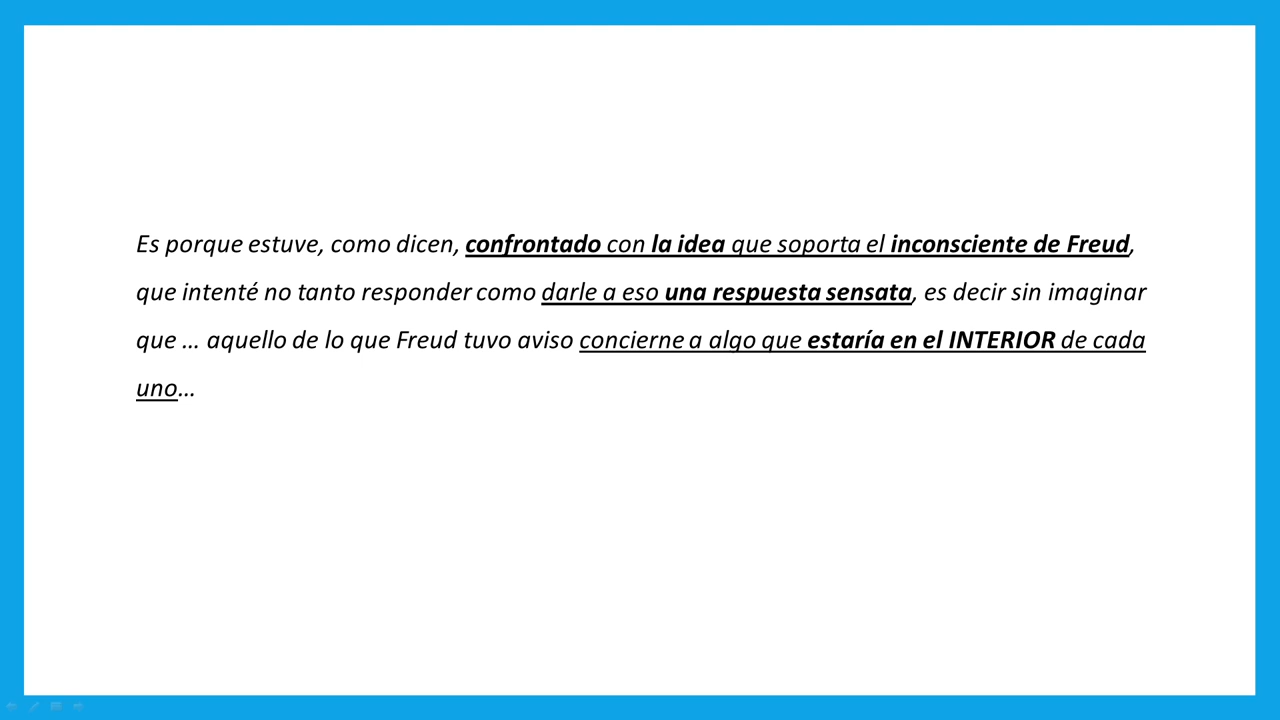 Es porque estuve, como dicen, confrontado con la idea que soporta el inconsciente de Freud,
que intenté no tanto responder como darle a eso una respuesta sensata, es decir sin imaginar
que ... aquello de lo que Freud tuvo aviso concierne a algo que estaría en el INTERIOR de cada
uno...